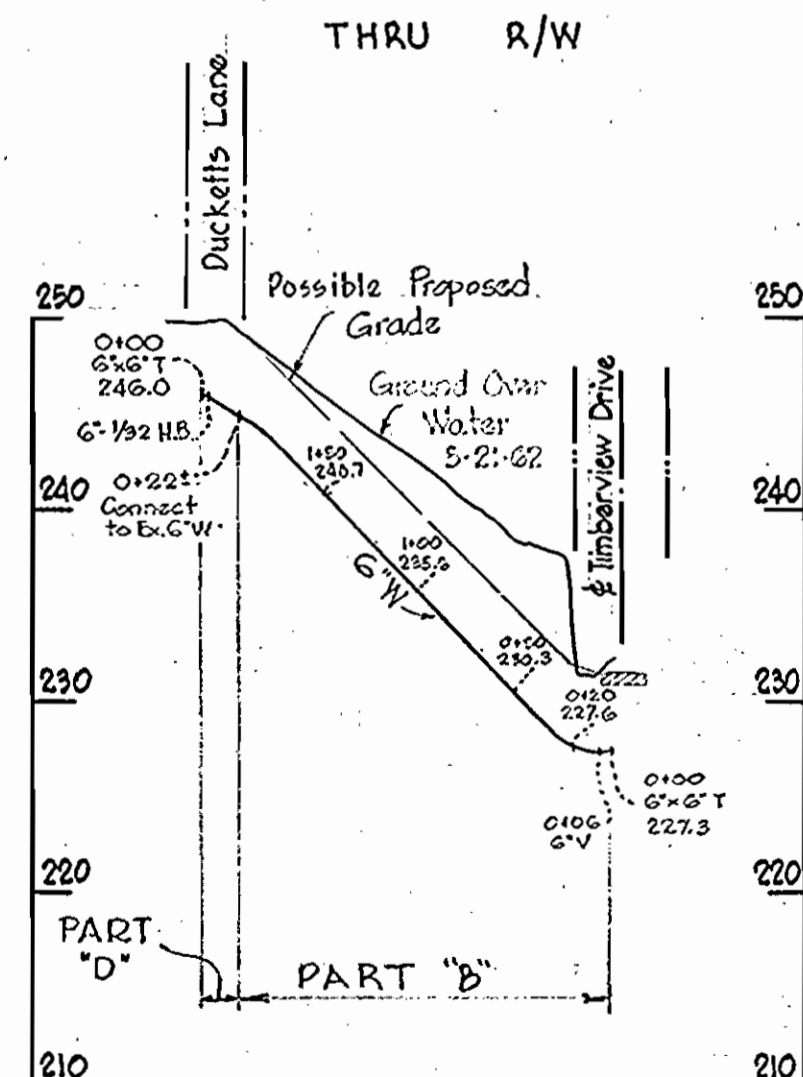 THRU R/W
Ducketts Lane
Possible Proposed
Grade
250
250
0+00
6"x6" T
246.0
Ground Over
Water
5-21-62
℄ Timberview Drive
6"-1/32 H.B.
0+22±
Connect
to Ex. 6"W.
1+50
240.7
240
240
1+00
6"W
0+50
230.3
230
230
0+20
227.6
0+00
6"x6" T
227.3
0+06
6"V
220
220
PART
"D"
PART "B"
210
210